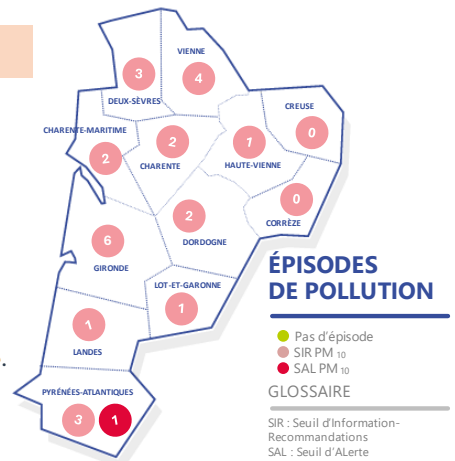 VIENNE
3
4
DEUX-SÈVRES
CREUSE
CHARENTE-MARITIME
2
1
0
2
CHARENTE
HAUTE-VIENNE
0
2
CORRÈZE
6
DORDOGNE
GIRONDE
LOT-ET-GARONNE
1
1
LANDES
PYRÉNÉES-ATLANTIQUES
3
1
ÉPISODES
DE POLLUTION
Pas d'épisode
SIR PM 10
SAL PM 10
GLOSSAIRE
SIR : Seuil d'Information-
Recommandations
SAL : Seuil d'ALerte